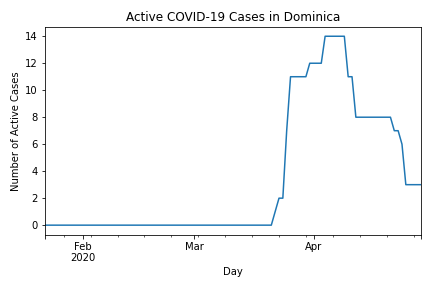 Active COVID-19 Cases in Dominica
14
12
10
8
6
4
2
0
Number of Active Cases
Feb
2020
Mar
Apr
Day